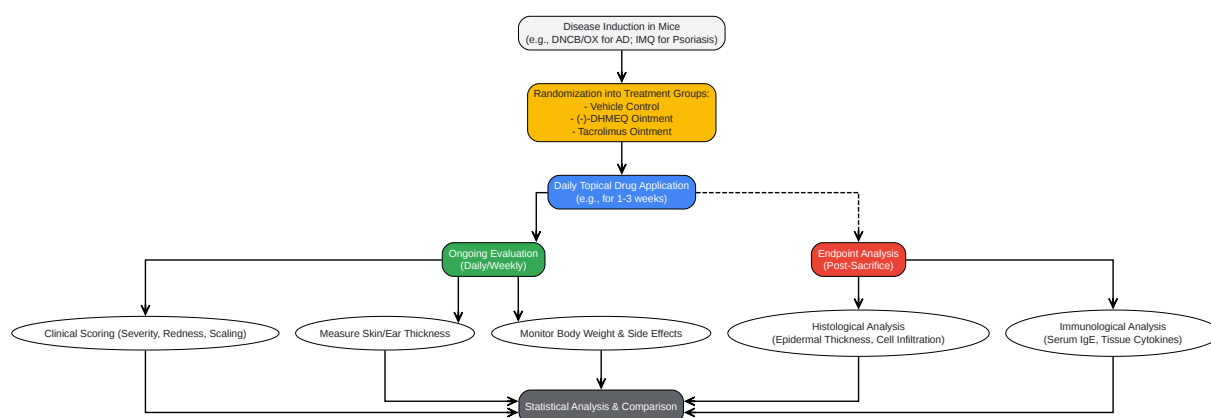 Disease Induction in Mice
(e.g., DNCB/OX for AD; IMQ for Psoriasis)
Randomization into Treatment Groups:
- Vehicle Control
- (-)-DHMEQ Ointment
- Tacrolimus Ointment
Daily Topical Drug Application
(e.g., for 1-3 weeks)
Ongoing Evaluation
(Daily/Weekly)
Endpoint Analysis
(Post-Sacrifice)
Clinical Scoring (Severity, Redness, Scaling)
Measure Skin/Ear Thickness
Monitor Body Weight & Side Effects
Histological Analysis
(Epidermal Thickness, Cell Infiltration)
Immunological Analysis
(Serum IgE, Tissue Cytokines)
Statistical Analysis & Comparison